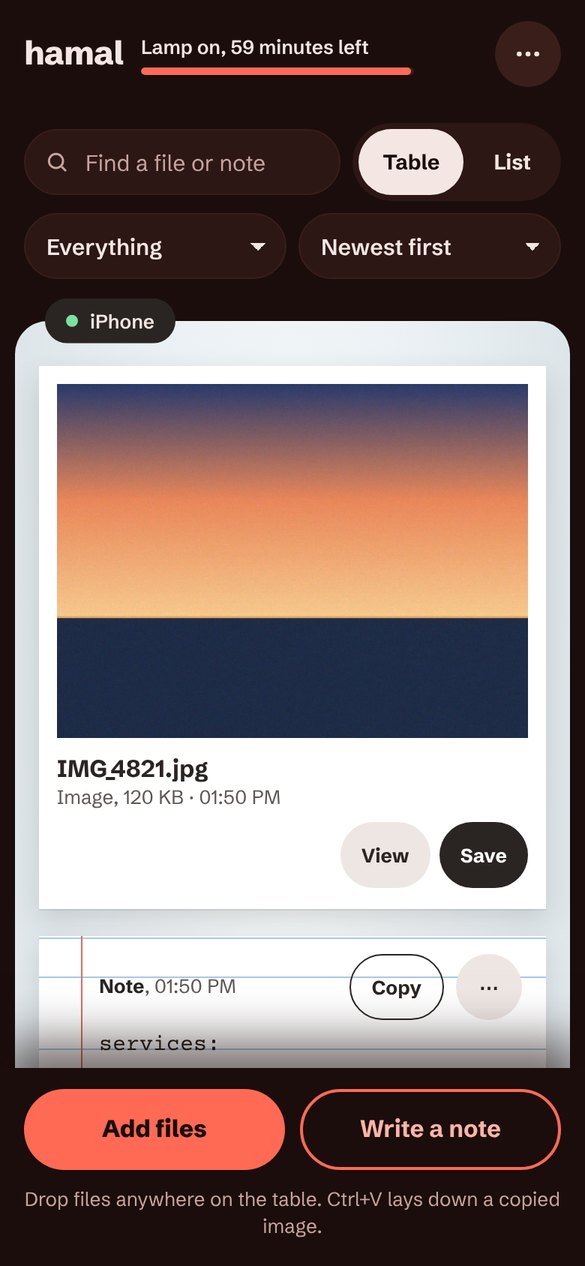 hamal
Lamp on, 59 minutes left
...
Find a file or note
Table
List
Everything
Newest first
iPhone
IMG_4821.jpg
Image, 120 KB · 01:50 PM
View
Save
Note, 01:50 PM
Copy
...
services:
Add files
Write a note
Drop files anywhere on the table. Ctrl+V lays down a copied
image.